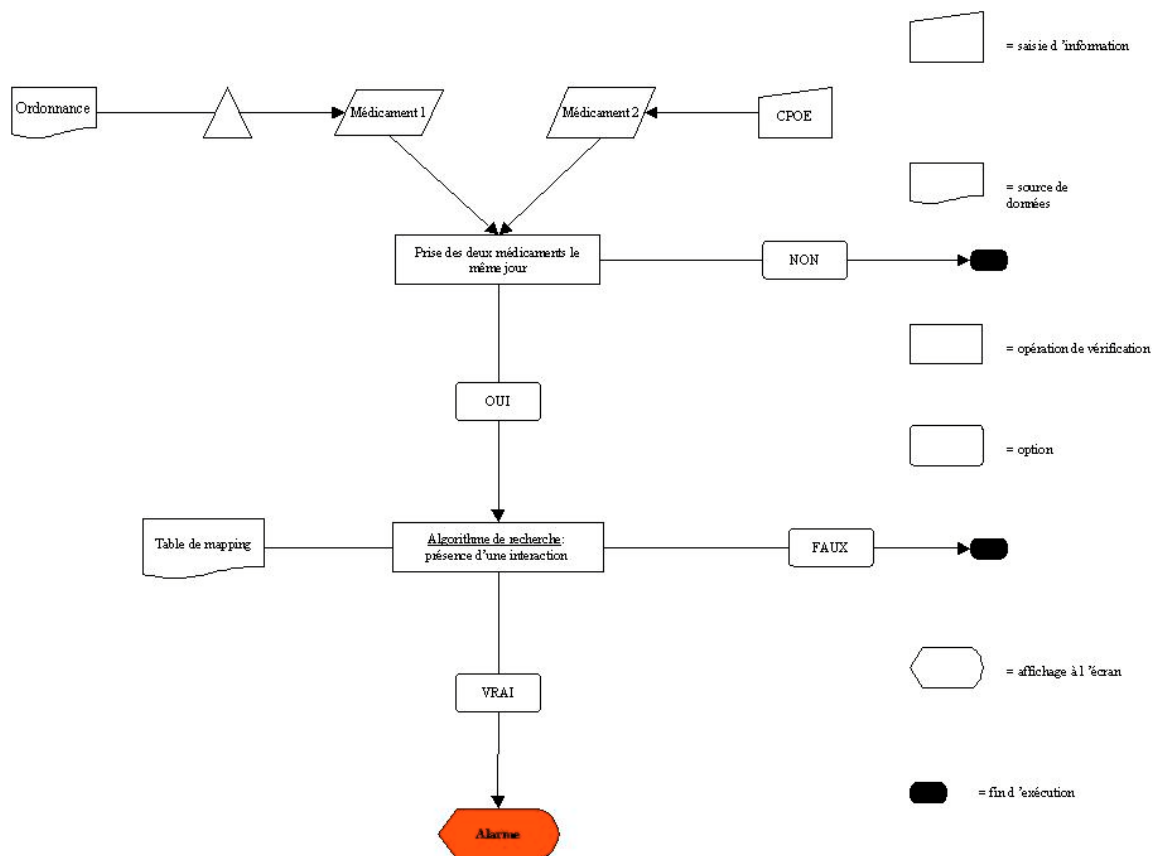 Ordonnance
Médicament 1
Médicament 2
CPOE
Prise des deux médicaments le
même jour
NON
OUI
Table de mapping
Algorithme de recherche:
présence d'une interaction
FAUX
VRAI
Alarme
= saisie d 'information
= source de
données
= opération de vérification
= option
= affichage à l 'écran
= fin d 'exécution